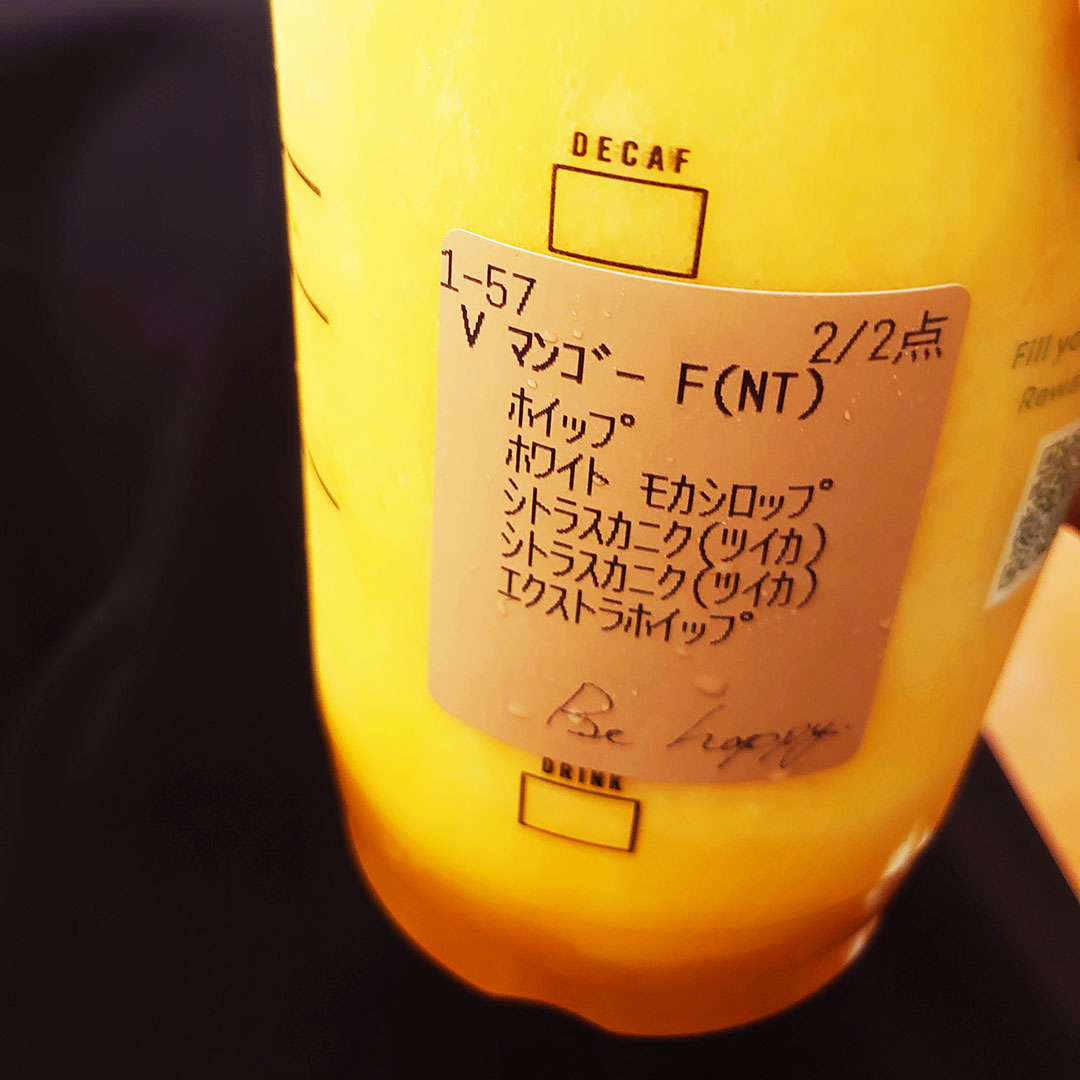 DECAF
1-57
2/2点
V マンゴー F(NT)
ホイップ
ホワイト モカシロップ
シトラスカニク(ツイカ)
シトラスカニク(ツイカ)
エクストラホイップ
Be happy.
DRINK
Fill